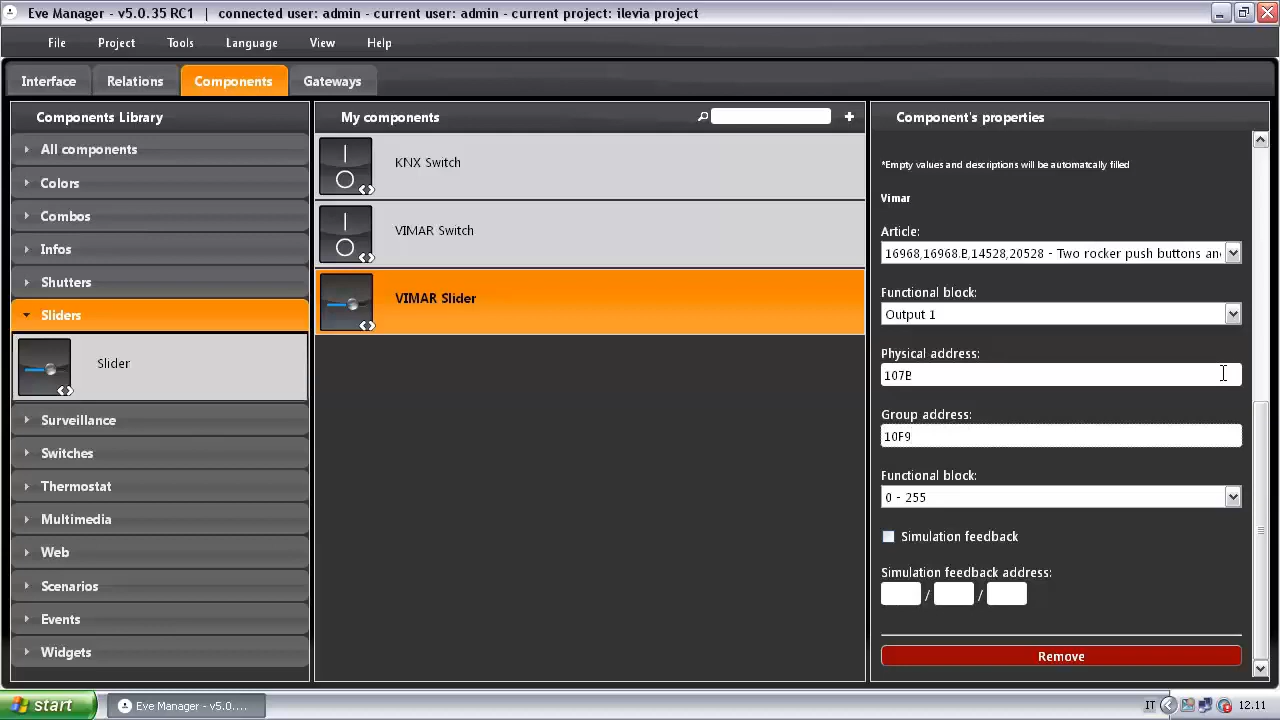 Eve Manager - v5.0.35 RC1 | connected user: admin - current user: admin - current project: ilevia project
File Project Tools Language View Help
Interface Relations Components Gateways
Components Library
All components
Colors
Combos
Infos
Shutters
Sliders
Slider
Surveillance
Switches
Thermostat
Multimedia
Web
Scenarios
Events
Widgets
My components
KNX Switch
VIMAR Switch
VIMAR Slider
Component's properties
*Empty values and descriptions will be automatcally filled
Vimar
Article:
16968,16968.B,14528,20528 - Two rocker push buttons an
Functional block:
Output 1
Physical address:
107B
Group address:
10F9
Functional block:
0 - 255
Simulation feedback
Simulation feedback address:
/ /
Remove
start Eve Manager - v5.0.... IT 12.11